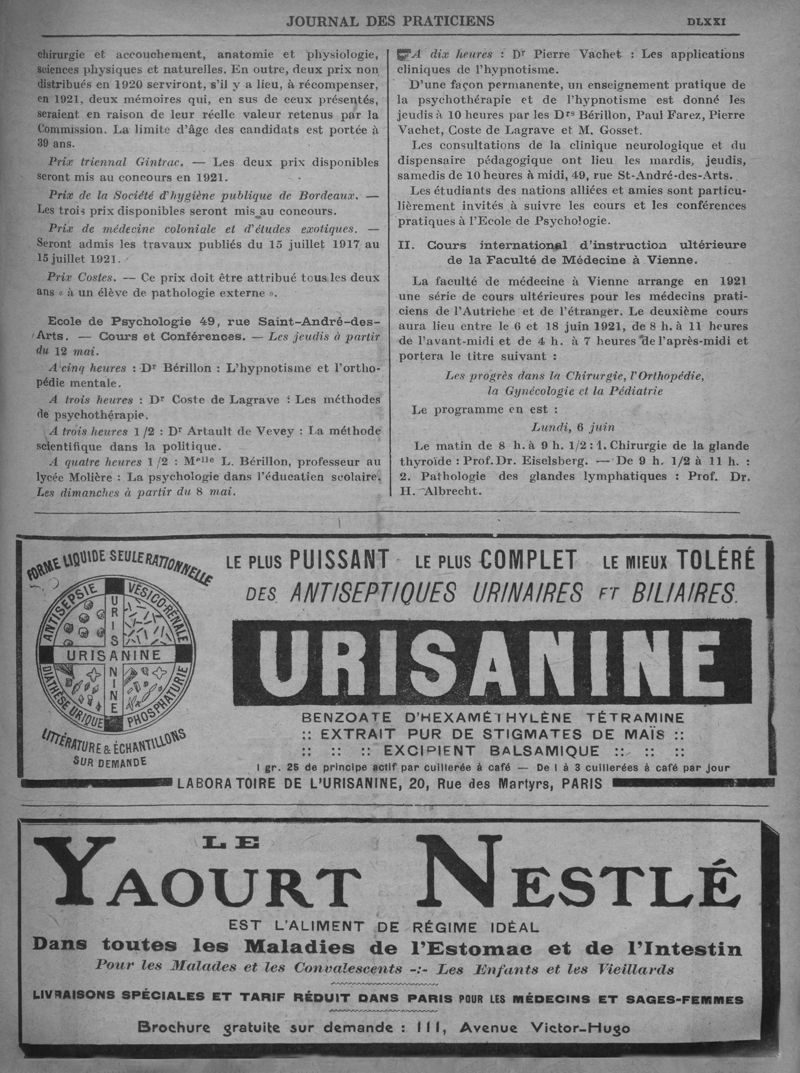 JOURNAL DES PRATICIENS
DLXXI
chirurgie et accouchement, anatomie et physiologie,
sciences physiques et naturelles. En outre, deux prix non
distribués en 1920 serviront, s'il y a lieu, à récompenser,
en 1921, deux mémoires qui, en sus de ceux présentés,
seraient en raison de leur réelle valeur retenus par la
Commission. La limite d'âge des candidats est portée à
39 ans.
Prix triennal Gintrac. — Les deux prix disponibles
seront mis au concours en 1921.
Prix de la Société d'hygiène publique de Bordeaux. —
Les trois prix disponibles seront mis au concours.
Prix de médecine coloniale et d'études exotiques. —
Seront admis les travaux publiés du 15 juillet 1917 au
15 juillet 1921.
Prix Costes. — Ce prix doit être attribué tous les deux
ans « à un élève de pathologie externe ».
Ecole de Psychologie 49, rue Saint-André-des-
Arts. — Cours et Conférences. — Les jeudis à partir
du 12 mai.
A cinq heures : Dr Bérillon : L'hypnotisme et l'ortho-
pédie mentale.
A trois heures : Dr Coste de Lagrave : Les méthodes
de psychothérapie.
A trois heures 1/2 : Dr Artault de Vevey : La méthode
scientifique dans la politique.
A quatre heures 1/2 : Melle L. Bérillon, professeur au
lycée Molière : La psychologie dans l'éducation scolaire.
Les dimanches à partir du 8 mai.
A dix heures : Dr Pierre Vachet : Les applications
cliniques de l'hypnotisme.
D'une façon permanente, un enseignement pratique de
la psychothérapie et de l'hypnotisme est donné les
jeudis à 10 heures par les Drs Bérillon, Paul Farez, Pierre
Vachet, Coste de Lagrave et M. Gosset.
Les consultations de la clinique neurologique et du
dispensaire pédagogique ont lieu les mardis, jeudis,
samedis de 10 heures à midi, 49, rue St-André-des-Arts.
Les étudiants des nations alliées et amies sont particu-
lièrement invités à suivre les cours et les conférences
pratiques à l'Ecole de Psychologie.
II. Cours international d'instruction ultérieure
de la Faculté de Médecine à Vienne.
La faculté de médecine à Vienne arrange en 1921
une série de cours ultérieures pour les médecins prati-
ciens de l'Autriche et de l'étranger. Le deuxième cours
aura lieu entre le 6 et 18 juin 1921, de 8 h. à 11 heures
de l'avant-midi et de 4 h. à 7 heures de l'après-midi et
portera le titre suivant :
Les progrès dans la Chirurgie, l'Orthopédie,
la Gynécologie et la Pédiatrie
Le programme en est :
Lundi, 6 juin
Le matin de 8 h. à 9 h. 1/2 : 1. Chirurgie de la glande
thyroïde : Prof. Dr. Eiselsberg. — De 9 h. 1/2 à 11 h. :
2. Pathologie des glandes lymphatiques : Prof. Dr.
H. Albrecht.
FORME LIQUIDE SEULE RATIONNELLE
ANTISEPSIE VÉSICO-RÉNALE
DIATHÈSE URIQUE PHOSPHATURIE
URISANINE
URISANINE
LITTÉRATURE & ÉCHANTILLONS
SUR DEMANDE
LE PLUS PUISSANT - LE PLUS COMPLET LE MIEUX TOLÉRÉ
DES ANTISEPTIQUES URINAIRES ET BILIAIRES.
URISANINE
BENZOATE D'HEXAMÉTHYLÈNE TÉTRAMINE
:: EXTRAIT PUR DE STIGMATES DE MAÏS ::
:: :: :: EXCIPIENT BALSAMIQUE :: :: ::
1 gr. 25 de principe actif par cuillerée à café — De 1 à 3 cuillerées à café par jour
LABORATOIRE DE L'URISANINE, 20, Rue des Martyrs, PARIS
LE
YAOURT NESTLÉ
EST L'ALIMENT DE RÉGIME IDÉAL
Dans toutes les Maladies de l'Estomac et de l'Intestin
Pour les Malades et les Convalescents -:- Les Enfants et les Vieillards
LIVRAISONS SPÉCIALES ET TARIF RÉDUIT DANS PARIS POUR LES MÉDECINS ET SAGES-FEMMES
Brochure gratuite sur demande : 111, Avenue Victor-Hugo